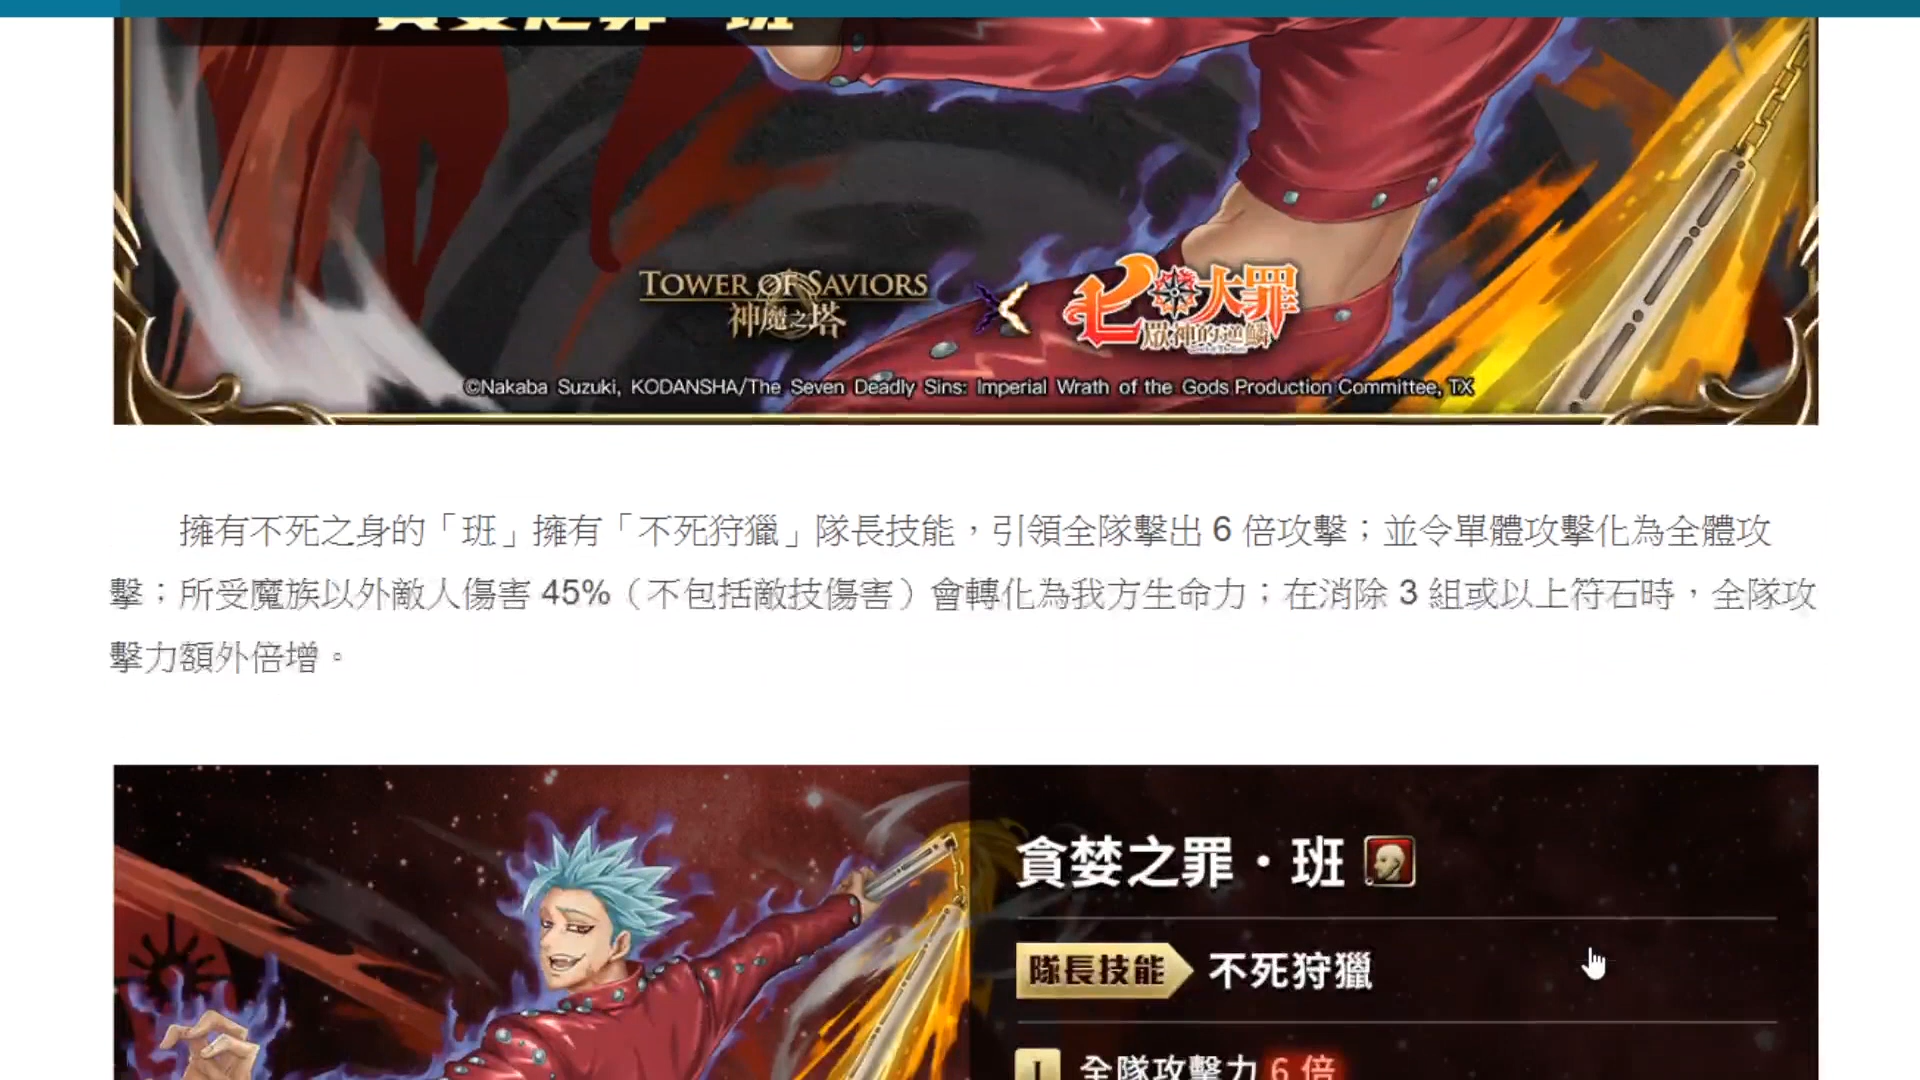 貪婪之罪 班
TOWER OF SAVIORS
神魔之塔
七大罪
眾神的逆鱗
©Nakaba Suzuki, KODANSHA/The Seven Deadly Sins: Imperial Wrath of the Gods Production Committee, TX
擁有不死之身的「班」擁有「不死狩獵」隊長技能，引領全隊擊出 6 倍攻擊；並令單體攻擊化為全體攻
擊；所受魔族以外敵人傷害 45%（不包括敵技傷害）會轉化為我方生命力；在消除 3 組或以上符石時，全隊攻
擊力額外倍增。
貪婪之罪・班
隊長技能 不死狩獵
I 全隊攻擊力 6 倍